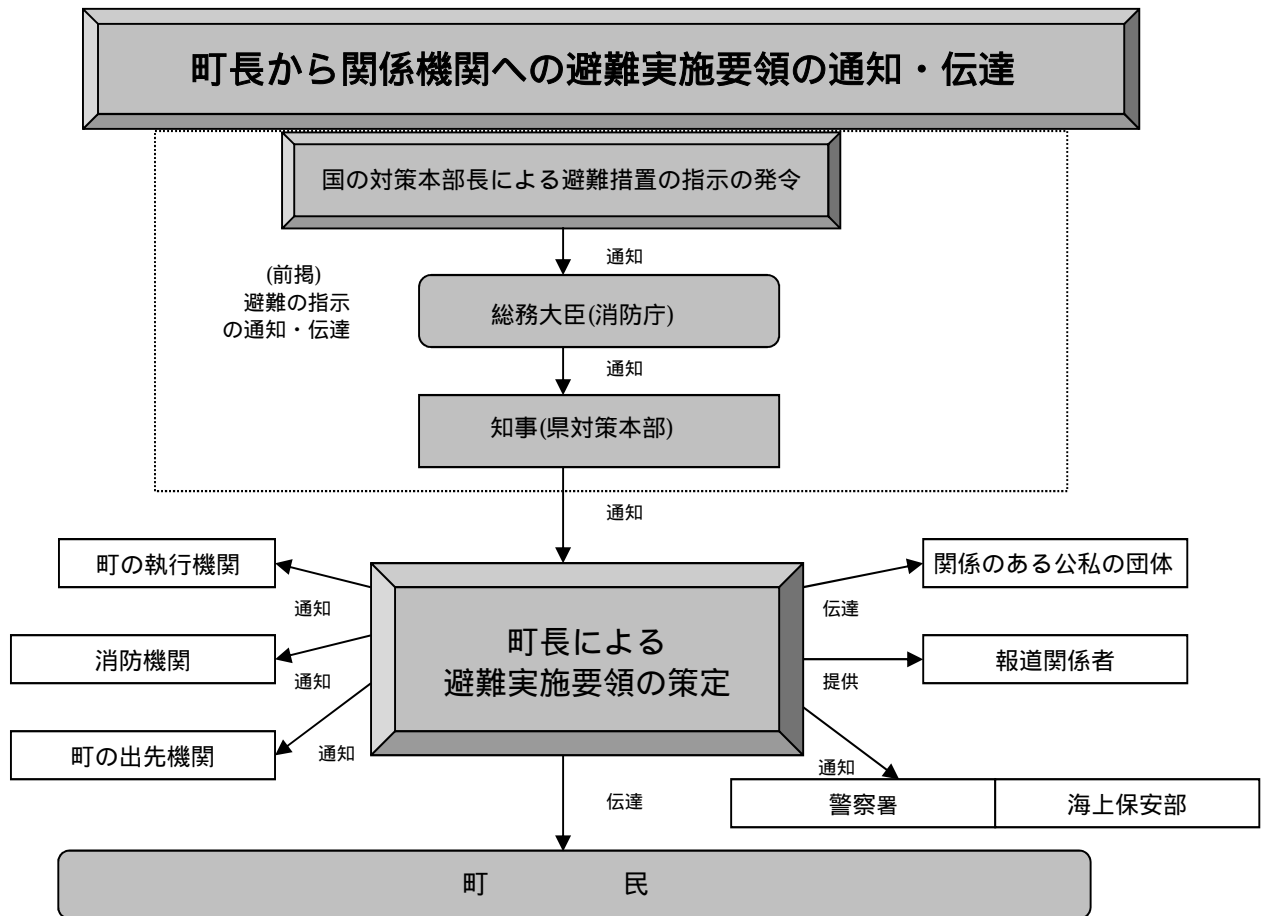 町長から関係機関への避難実施要領の通知・伝達
国の対策本部長による避難措置の指示の発令
通知
(前掲)
避難の指示
の通知・伝達
総務大臣(消防庁)
通知
知事(県対策本部)
通知
町の執行機関
関係のある公私の団体
通知
伝達
消防機関
町長による
避難実施要領の策定
報道関係者
通知
提供
町の出先機関
通知
通知
警察署
海上保安部
伝達
町 民